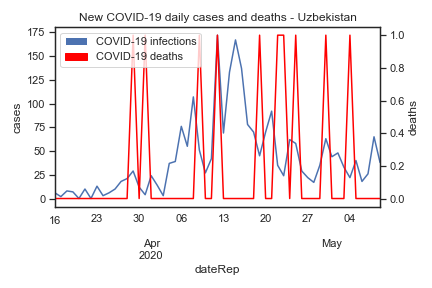 New COVID-19 daily cases and deaths - Uzbekistan
COVID-19 infections
COVID-19 deaths
175
150
125
100
75
50
25
0
cases
1.0
0.8
0.6
0.4
0.2
0.0
deaths
16 23 30 06 13 20 27 04
Apr May
2020
dateRep